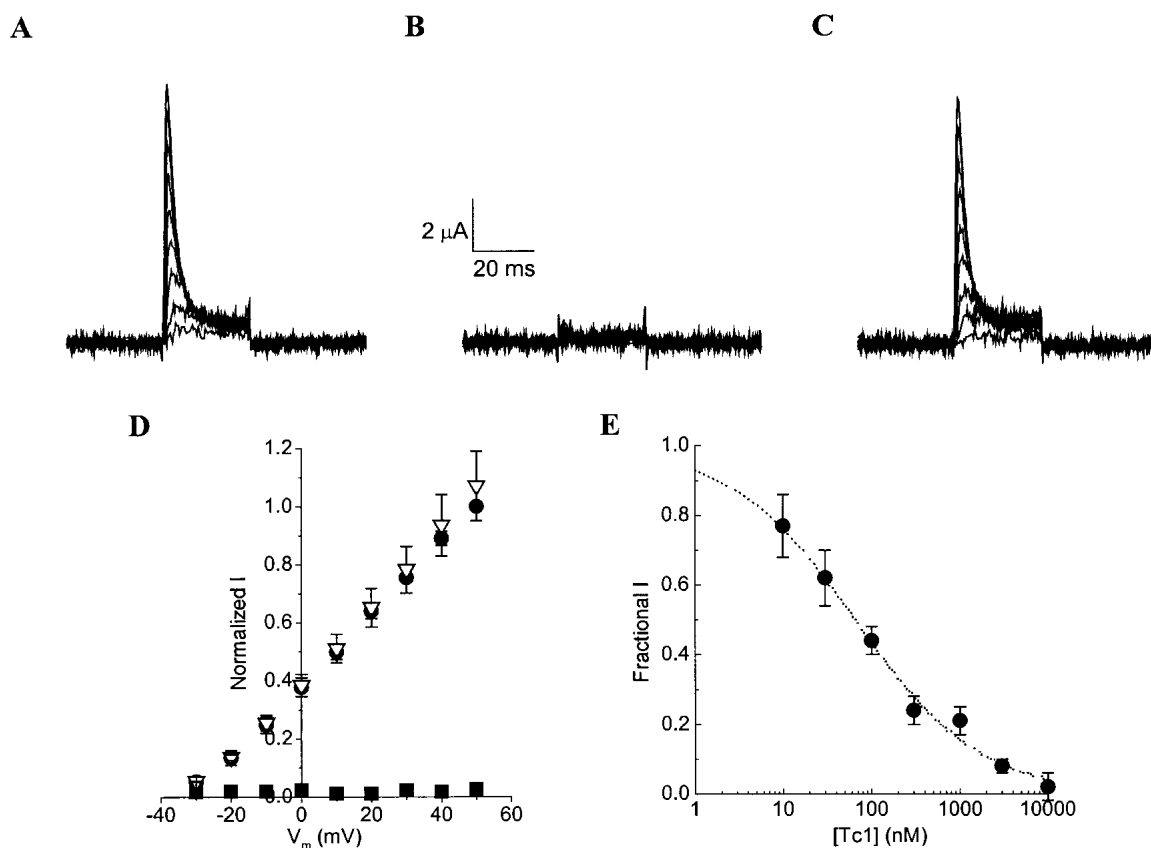 A
B
C
2 μA
20 ms
D
E
1.2
1.0
0.8
0.6
0.4
0.2
0.0
Normalized I
-40
-20
0
20
40
60
V_m (mV)
1.0
0.8
0.6
0.4
0.2
0.0
Fractional I
1
10
100
1000
10000
[Tc1] (nM)